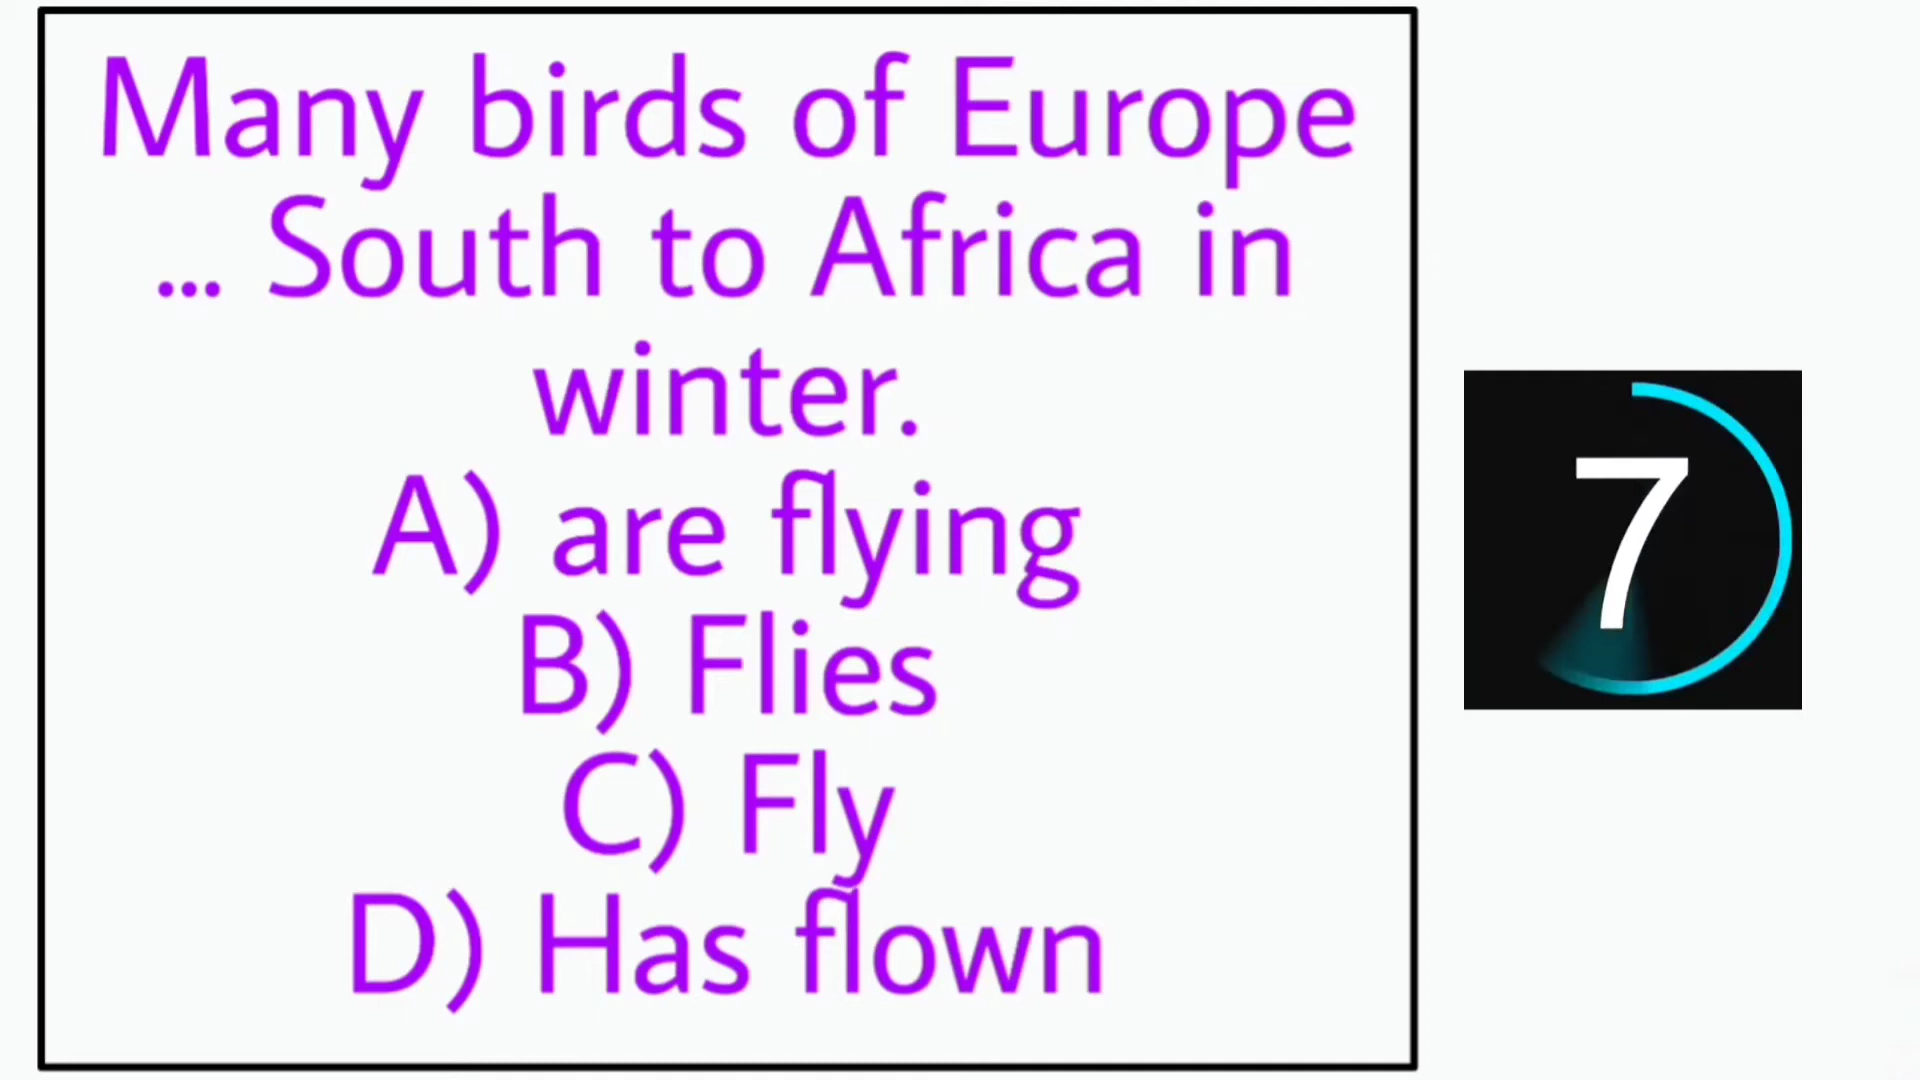 Many birds of Europe
... South to Africa in
winter.
A) are flying
B) Flies
C) Fly
D) Has flown
7